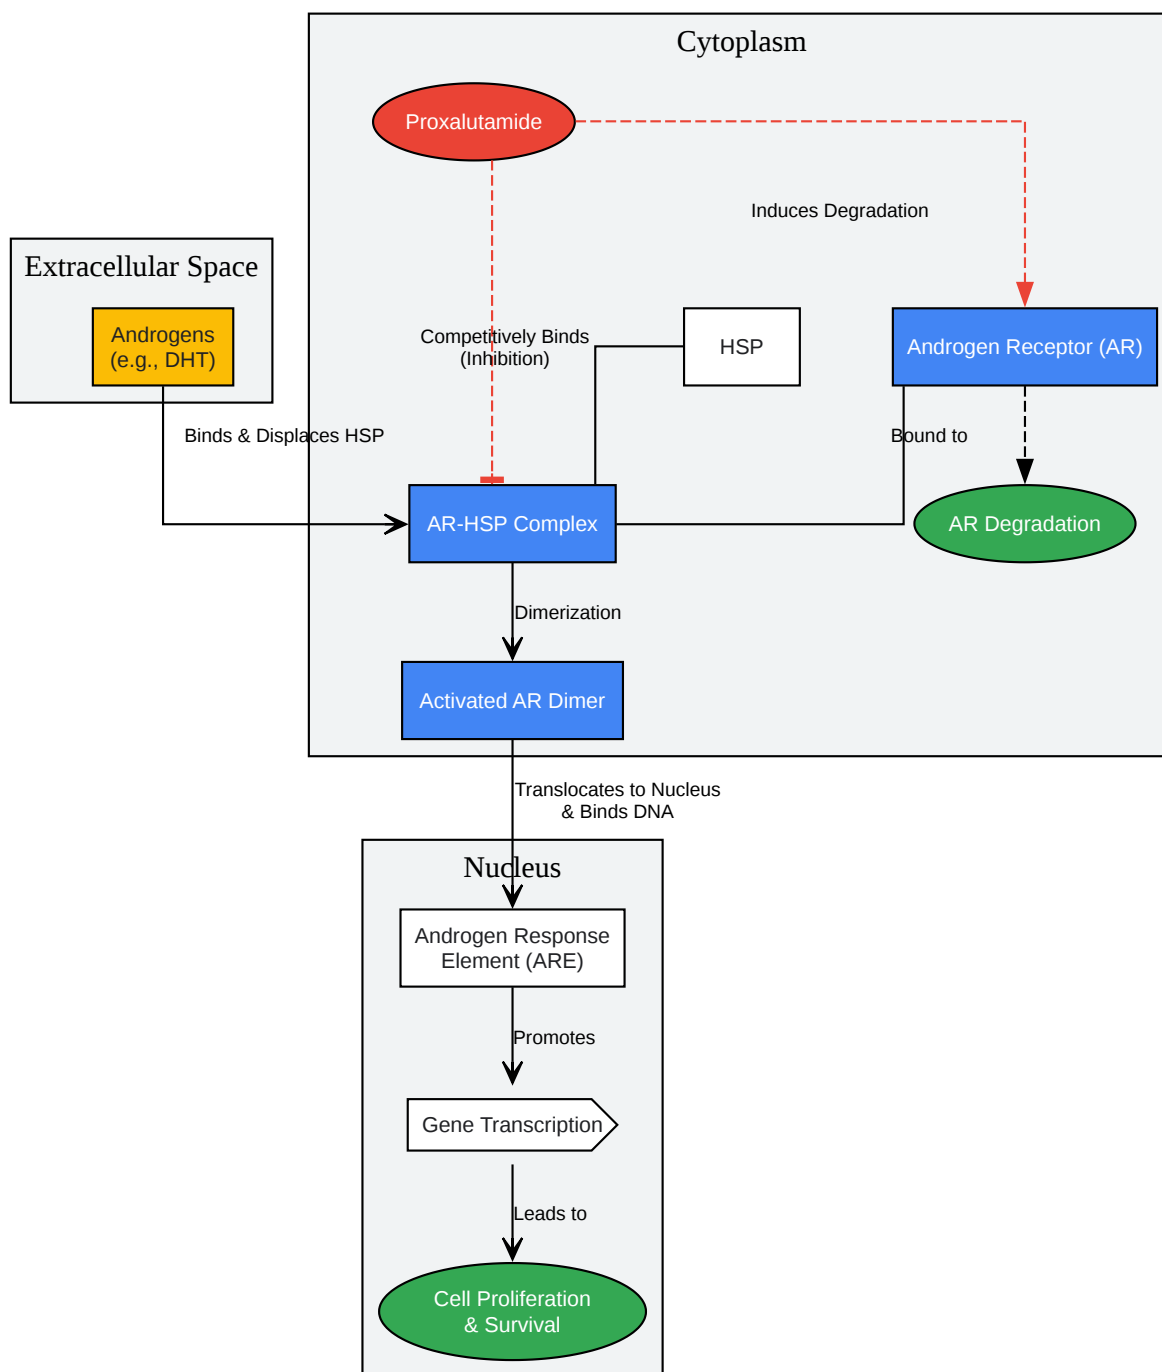 Cytoplasm
Proxalutamide
Induces Degradation
Extracellular Space
Androgens
(e.g., DHT)
Competitively Binds
(Inhibition)
HSP
Androgen Receptor (AR)
Binds & Displaces HSP
Bound to
AR-HSP Complex
AR Degradation
Dimerization
Activated AR Dimer
Translocates to Nucleus
& Binds DNA
Nucleus
Androgen Response
Element (ARE)
Promotes
Gene Transcription
Leads to
Cell Proliferation
& Survival